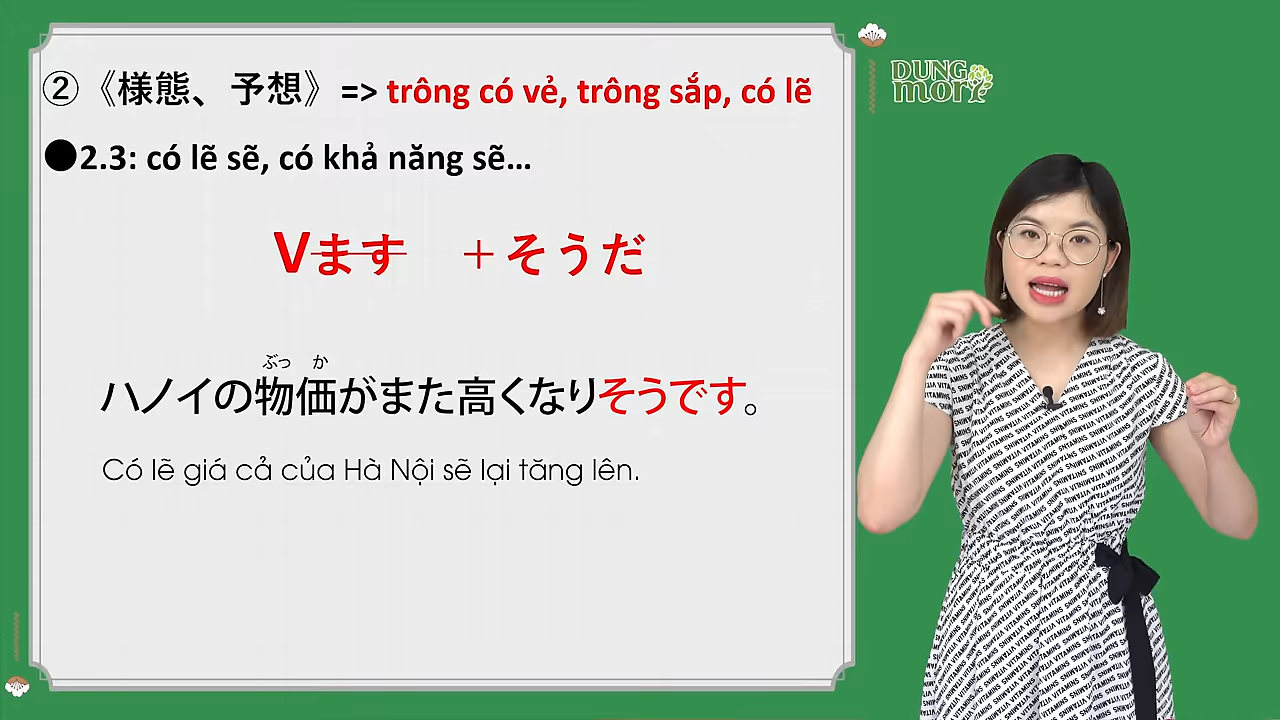 ②《様態、予想》=> trông có vẻ, trông sắp, có lẽ
●2.3: có lẽ sẽ, có khả năng sẽ...
Vます ＋そうだ
ぶっ か
ハノイの物価がまた高くなりそうです。
Có lẽ giá cả của Hà Nội sẽ lại tăng lên.
DUNG
mori
VITAMINS